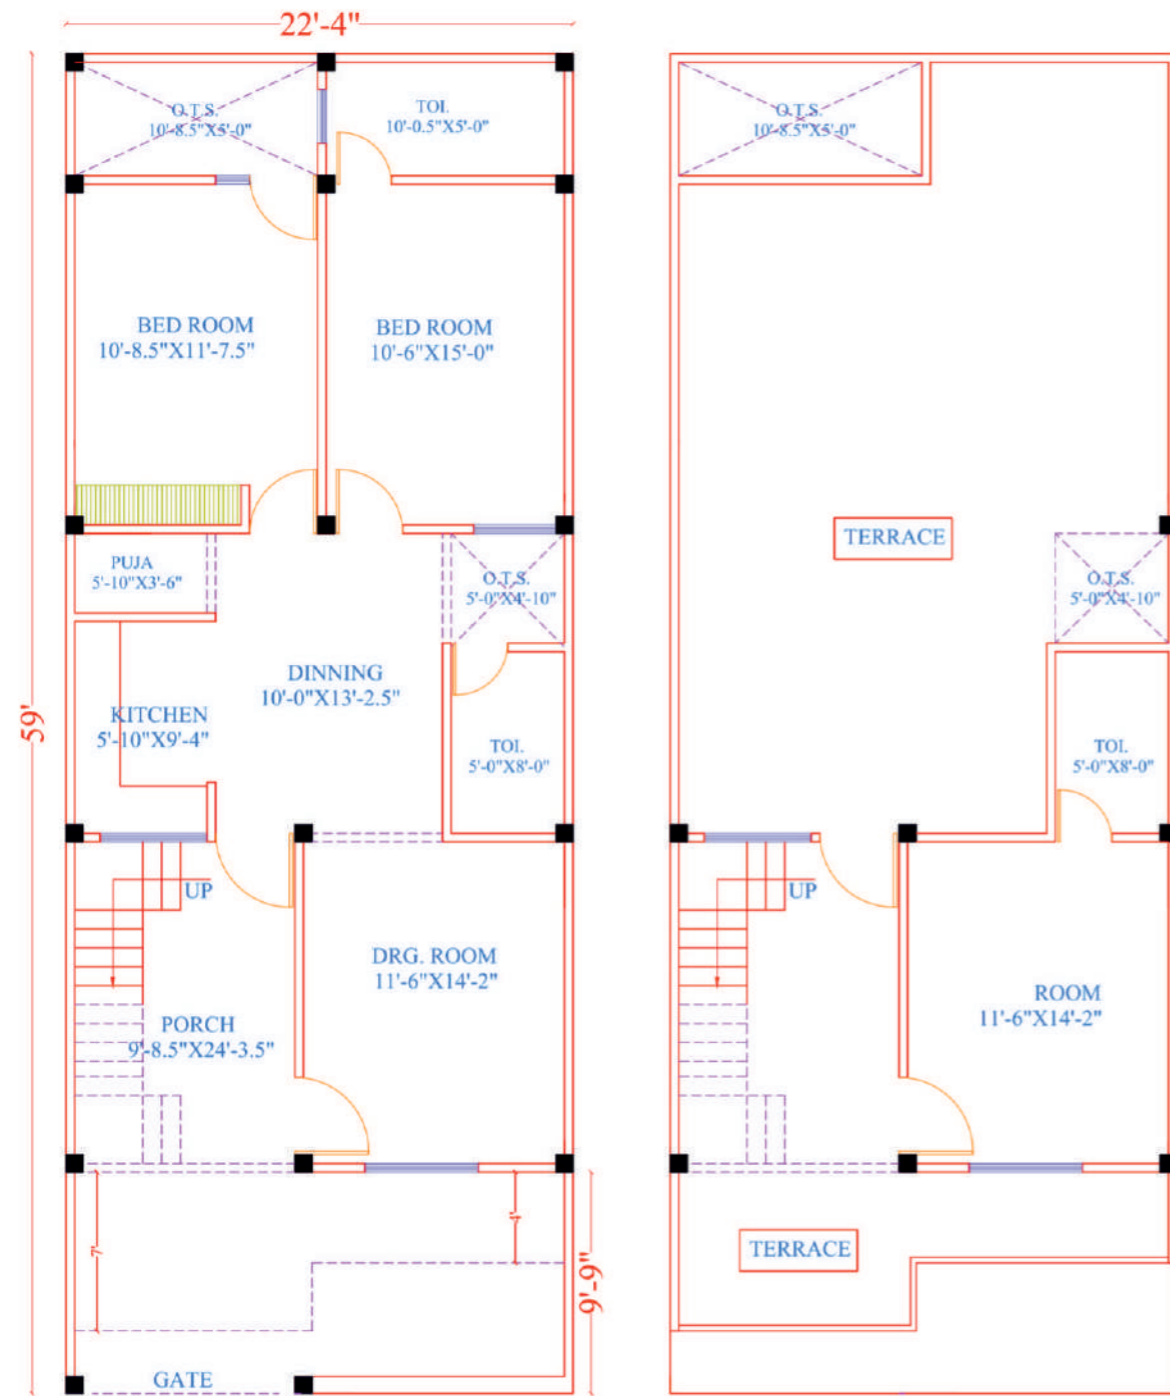 22'-4"
O.T.S.
10'-8.5"X5'-0"
TOI.
10'-0.5"X5'-0"
BED ROOM
10'-8.5"X11'-7.5"
BED ROOM
10'-6"X15'-0"
PUJA
5'-10"X3'-6"
O.T.S.
5'-0"X4'-10"
DINNING
10'-0"X13'-2.5"
KITCHEN
5'-10"X9'-4"
TOI.
5'-0"X8'-0"
59'
UP
DRG. ROOM
11'-6"X14'-2"
PORCH
9'-8.5"X24'-3.5"
7'
4'
9'-9"
GATE
O.T.S.
10'-8.5"X5'-0"
TERRACE
O.T.S.
5'-0"X4'-10"
TOI.
5'-0"X8'-0"
UP
ROOM
11'-6"X14'-2"
TERRACE